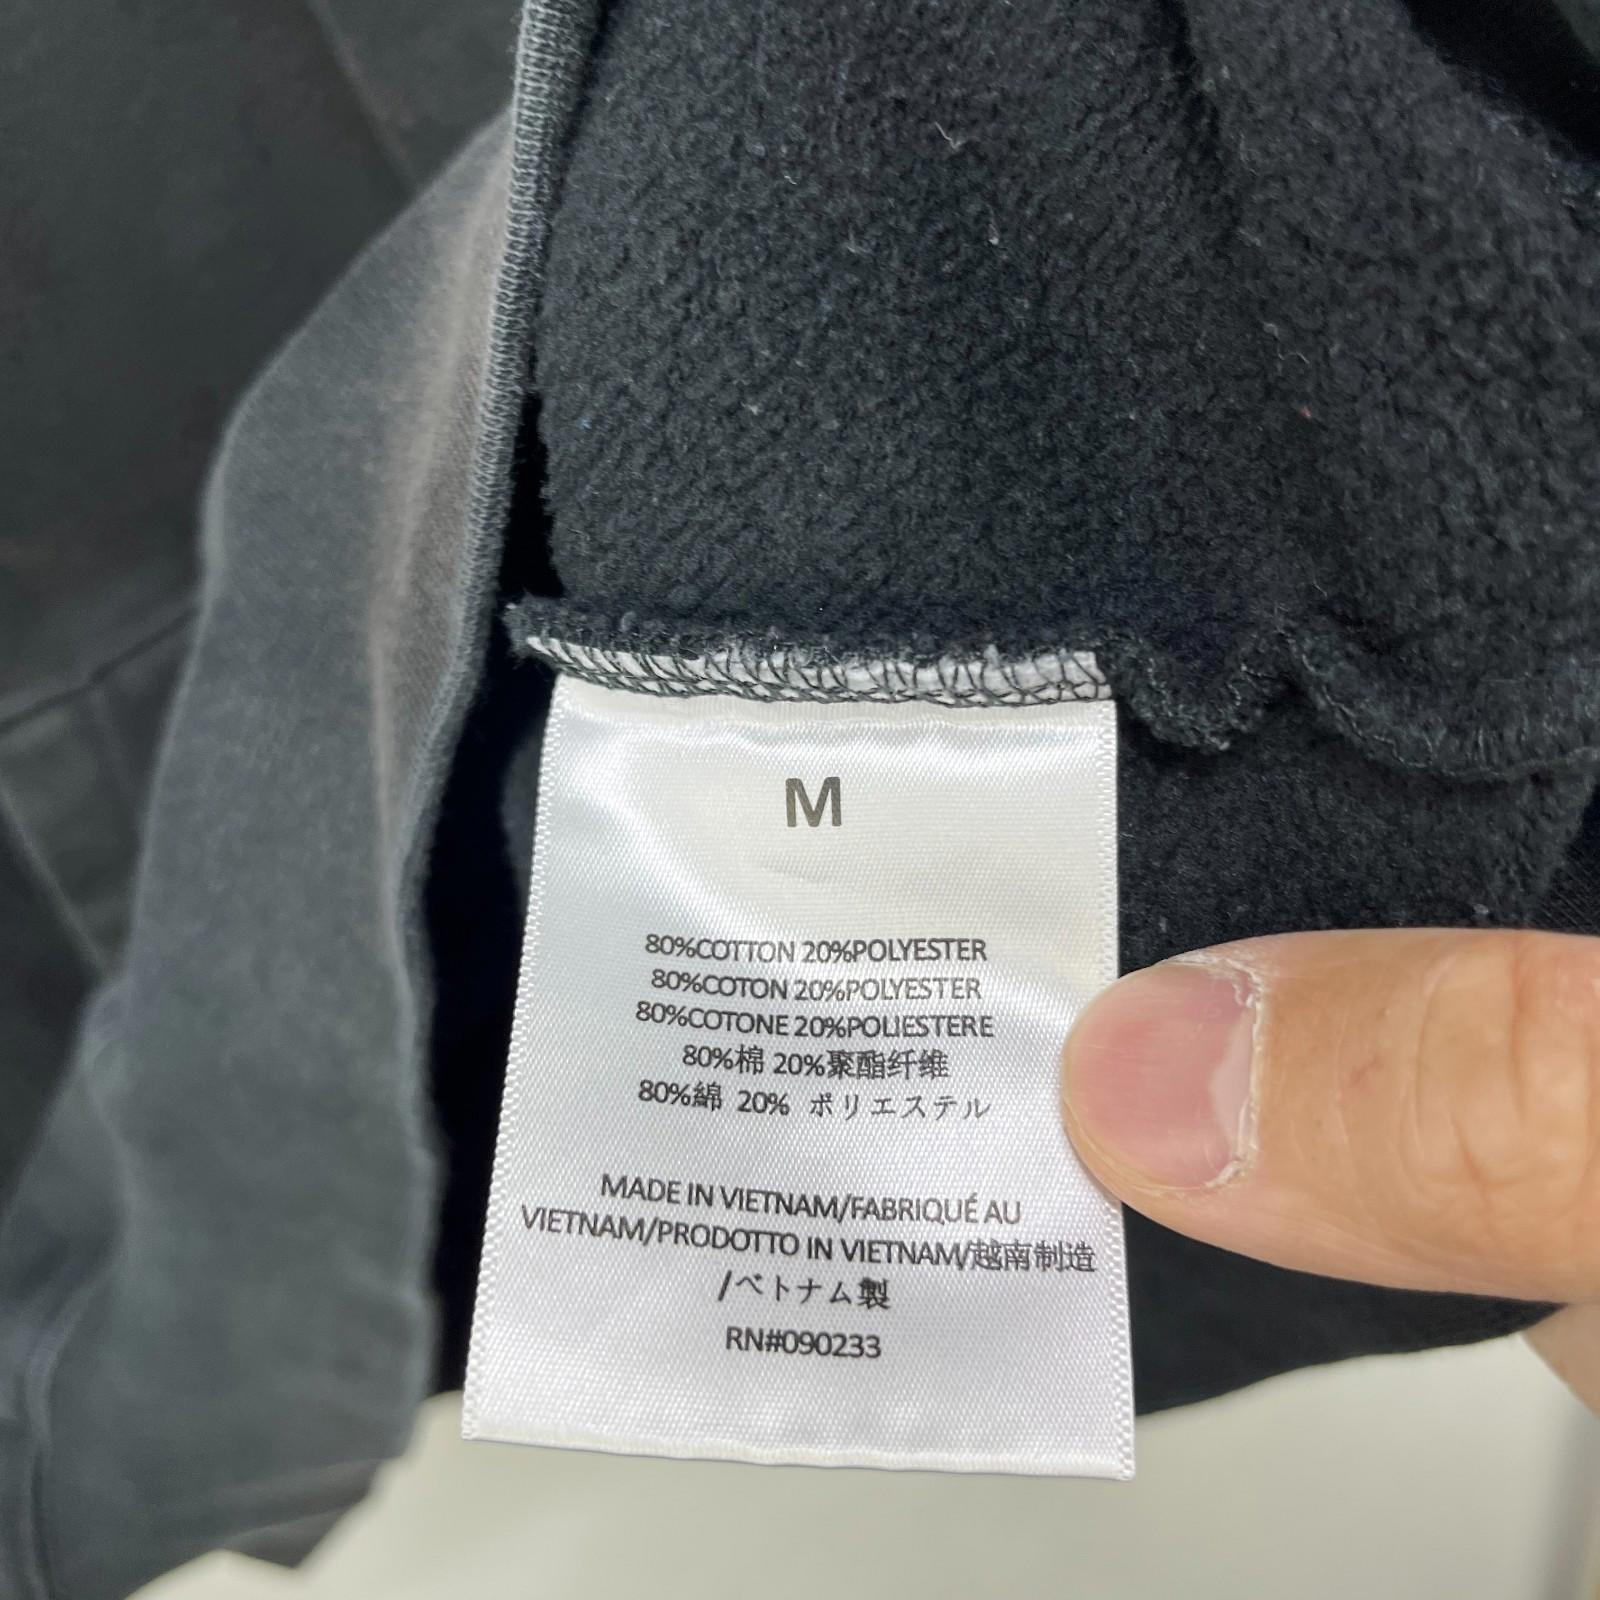 M
80%COTTON 20%POLYESTER
80%COTON 20%POLYESTER
80%COTONE 20%POLIESTERE
80%棉 20%聚酯纤维
80%綿 20% ポリエステル
MADE IN VIETNAM/FABRIQUÉ AU
VIETNAM/PRODOTTO IN VIETNAM/越南制造
/ベトナム製
RN#090233